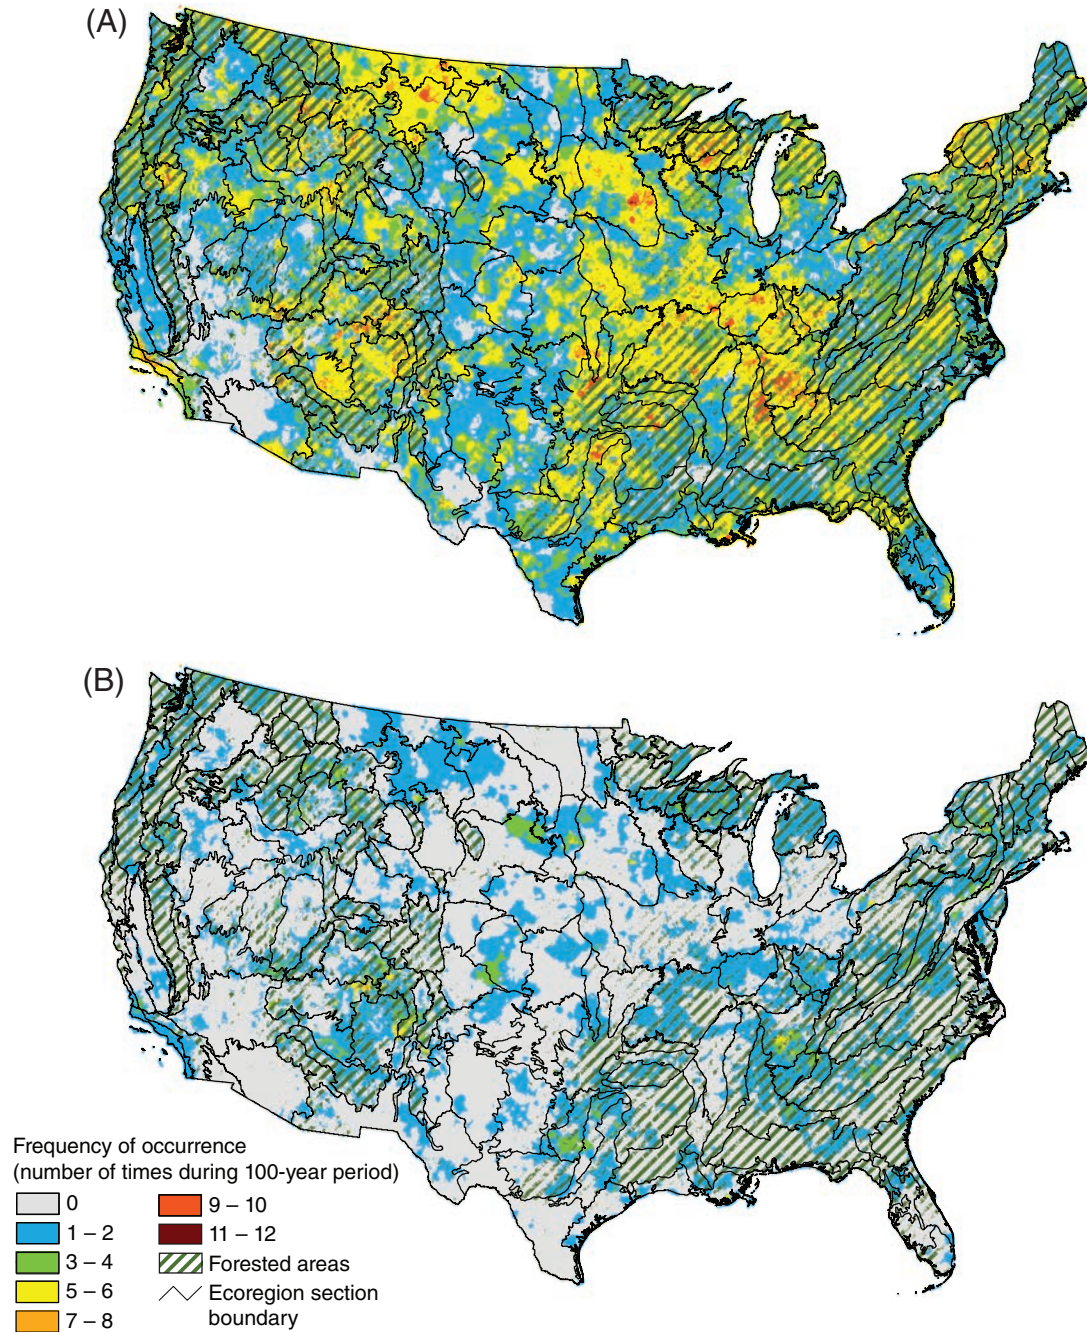 (A)
(B)
Frequency of occurrence
(number of times during 100-year period)
0
1 – 2
3 – 4
5 – 6
7 – 8
9 – 10
11 – 12
Forested areas
Ecoregion section
boundary